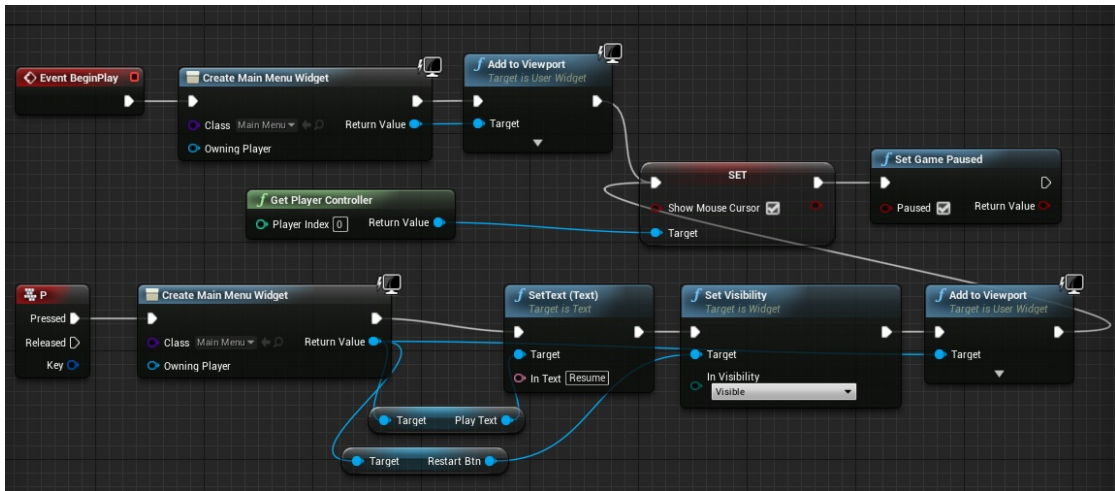 Event BeginPlay
Create Main Menu Widget
Class Main Menu Return Value
Owning Player
Add to Viewport
Target is User Widget
Target
SET
Show Mouse Cursor
Target
Set Game Paused
Paused Return Value
Get Player Controller
Player Index 0 Return Value
P
Pressed
Released
Key
Create Main Menu Widget
Class Main Menu Return Value
Owning Player
SetText (Text)
Target is Text
Target
In Text Resume
Set Visibility
Target is Widget
Target
In Visibility
Visible
Add to Viewport
Target is User Widget
Target
Target Play Text
Target Restart Btn